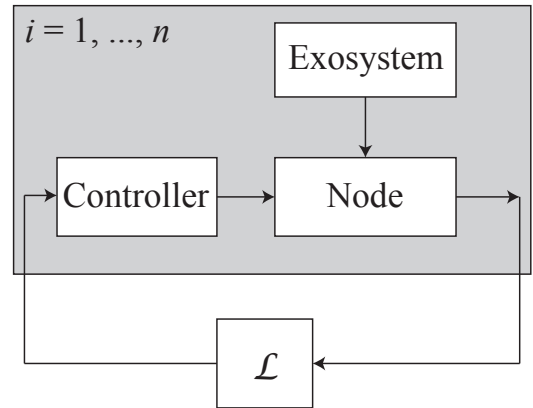 i = 1, ..., n
Exosystem
Controller
Node
ℒ